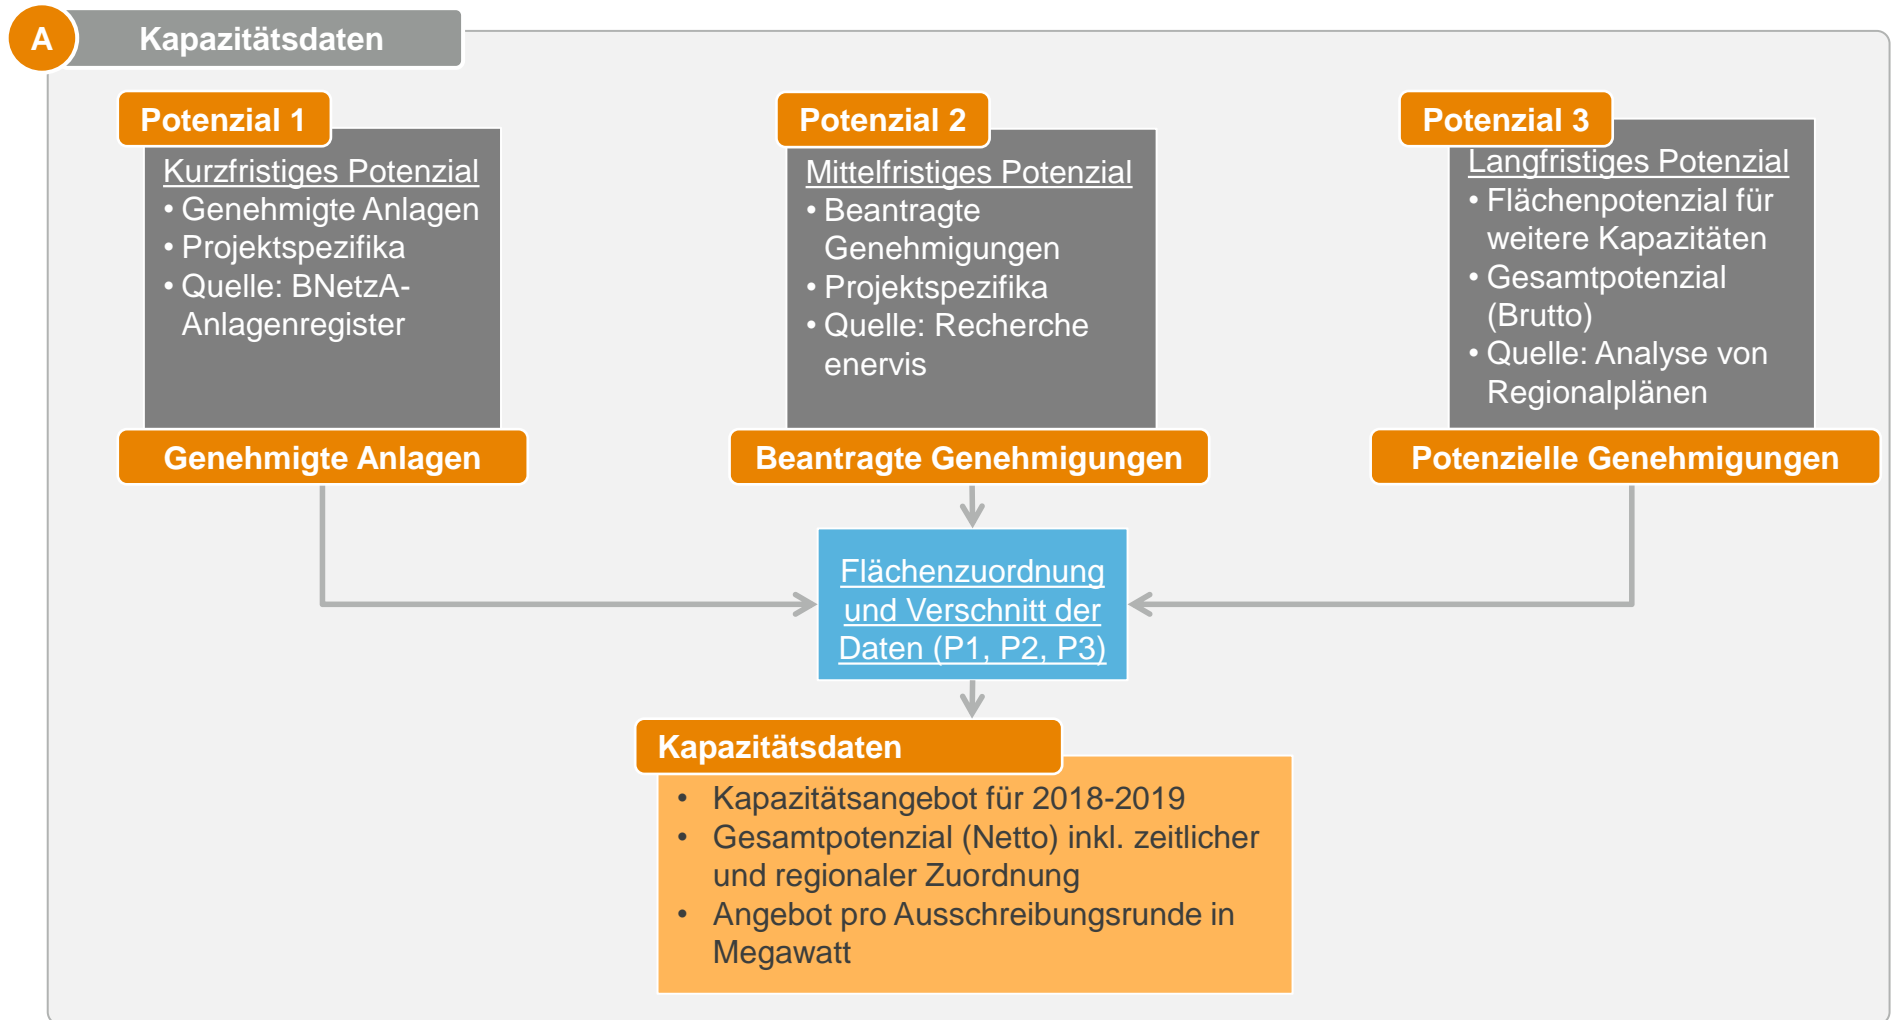 A
Kapazitätsdaten
Potenzial 1
Kurzfristiges Potenzial
• Genehmigte Anlagen
• Projektspezifika
• Quelle: BNetzA-
Anlagenregister
Genehmigte Anlagen
Potenzial 2
Mittelfristiges Potenzial
• Beantragte
Genehmigungen
• Projektspezifika
• Quelle: Recherche
enervis
Beantragte Genehmigungen
Potenzial 3
Langfristiges Potenzial
• Flächenpotenzial für
weitere Kapazitäten
• Gesamtpotenzial
(Brutto)
• Quelle: Analyse von
Regionalplänen
Potenzielle Genehmigungen
Flächenzuordnung
und Verschnitt der
Daten (P1, P2, P3)
Kapazitätsdaten
• Kapazitätsangebot für 2018-2019
• Gesamtpotenzial (Netto) inkl. zeitlicher
und regionaler Zuordnung
• Angebot pro Ausschreibungsrunde in
Megawatt